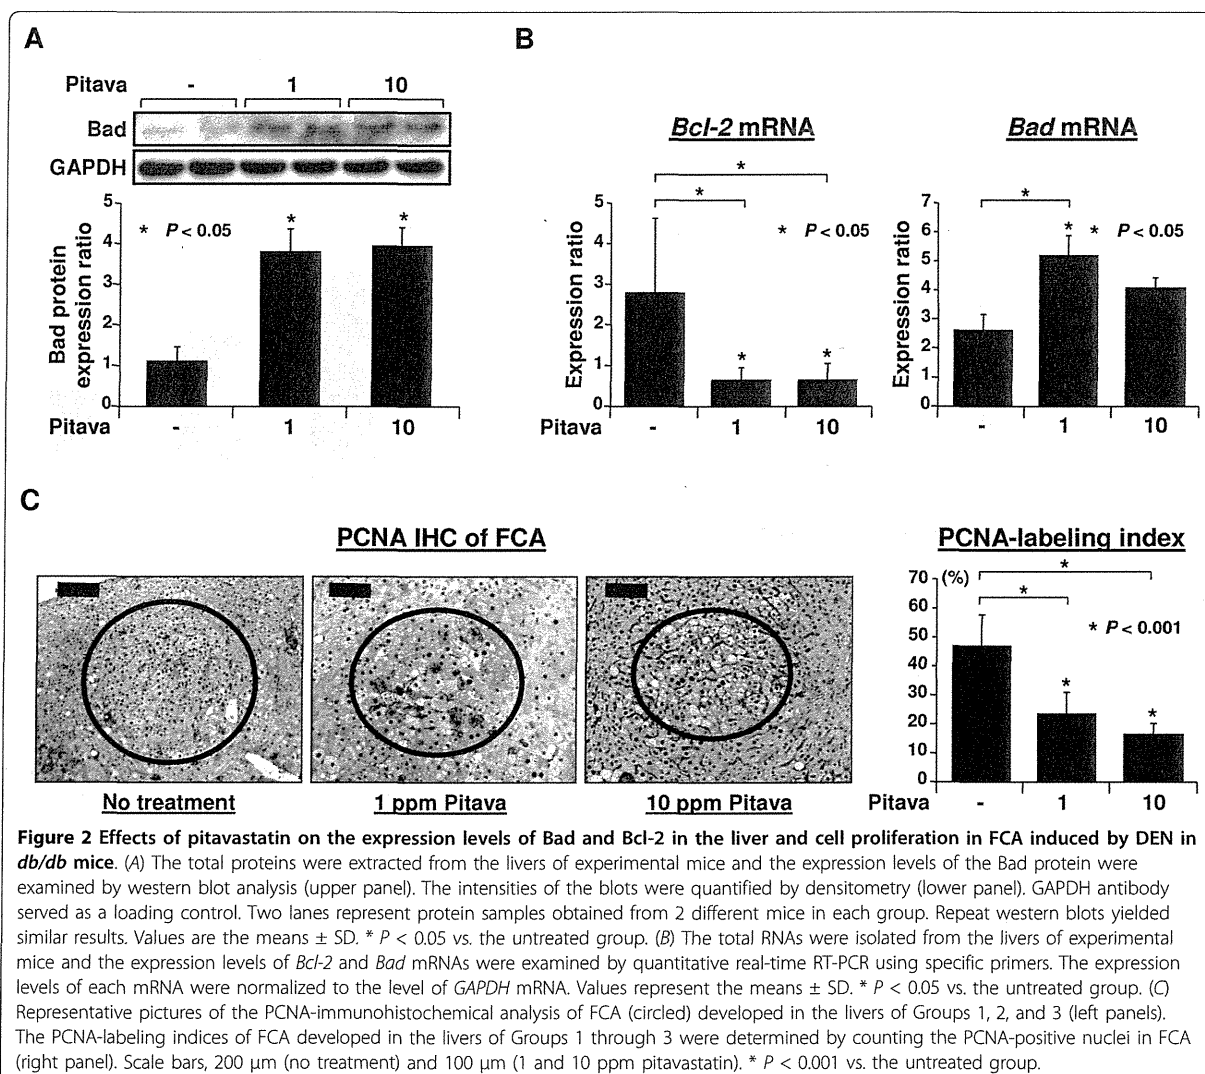 A
Pitava - 1 10
Bad
GAPDH
Bad protein
expression ratio
5
4
3
2
1
0
* P < 0.05
* *
Pitava - 1 10
B
Bcl-2 mRNA
Expression ratio
5
4
3
2
1
0
*
*
* P < 0.05
* *
Pitava - 1 10
Bad mRNA
Expression ratio
7
6
5
4
3
2
1
0
*
* * P < 0.05
- 1 10
C
PCNA IHC of FCA
No treatment
1 ppm Pitava
10 ppm Pitava
PCNA-labeling index
(%)
70
60
50
40
30
20
10
0
*
*
* P < 0.001
*
*
Pitava - 1 10
Figure 2 Effects of pitavastatin on the expression levels of Bad and Bcl-2 in the liver and cell proliferation in FCA induced by DEN in
db/db mice. (A) The total proteins were extracted from the livers of experimental mice and the expression levels of the Bad protein were
examined by western blot analysis (upper panel). The intensities of the blots were quantified by densitometry (lower panel). GAPDH antibody
served as a loading control. Two lanes represent protein samples obtained from 2 different mice in each group. Repeat western blots yielded
similar results. Values are the means ± SD. * P < 0.05 vs. the untreated group. (B) The total RNAs were isolated from the livers of experimental
mice and the expression levels of Bcl-2 and Bad mRNAs were examined by quantitative real-time RT-PCR using specific primers. The expression
levels of each mRNA were normalized to the level of GAPDH mRNA. Values represent the means ± SD. * P < 0.05 vs. the untreated group. (C)
Representative pictures of the PCNA-immunohistochemical analysis of FCA (circled) developed in the livers of Groups 1, 2, and 3 (left panels).
The PCNA-labeling indices of FCA developed in the livers of Groups 1 through 3 were determined by counting the PCNA-positive nuclei in FCA
(right panel). Scale bars, 200 μm (no treatment) and 100 μm (1 and 10 ppm pitavastatin). * P < 0.001 vs. the untreated group.